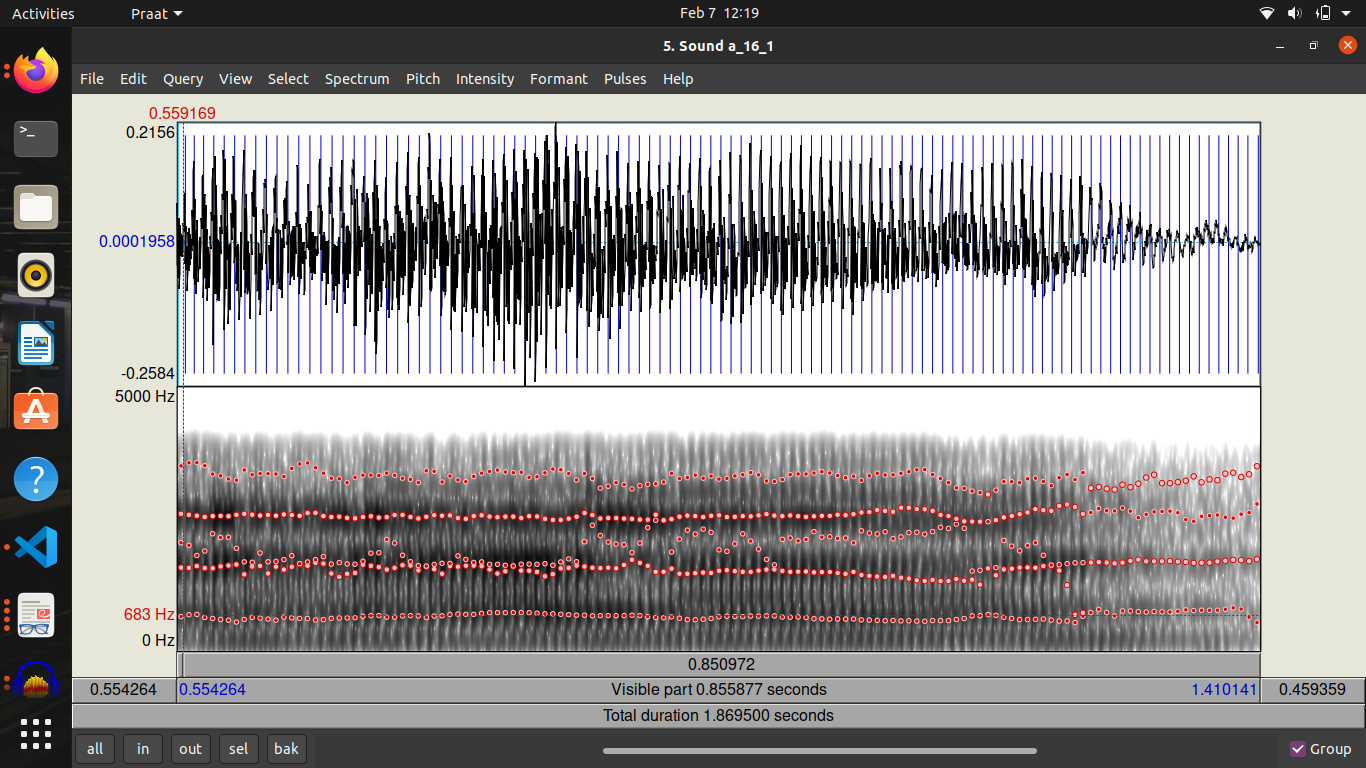 Activities Praat Feb 7 12:19
5. Sound a_16_1
File Edit Query View Select Spectrum Pitch Intensity Formant Pulses Help
0.559169
0.2156
0.0001958
-0.2584
5000 Hz
683 Hz
0 Hz
0.850972
0.554264 0.554264 Visible part 0.855877 seconds 1.410141 0.459359
Total duration 1.869500 seconds
all in out sel bak Group